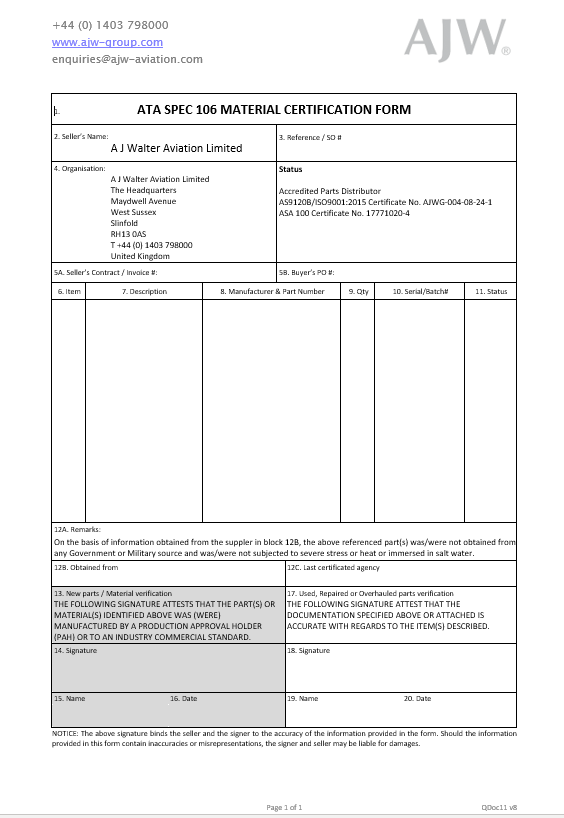 +44 (0) 1403 798000
www.ajw-group.com
enquiries@ajw-aviation.com
AJW®
1. ATA SPEC 106 MATERIAL CERTIFICATION FORM
2. Seller's Name:
A J Walter Aviation Limited
3. Reference / SO #
4. Organisation:
A J Walter Aviation Limited
The Headquarters
Maydwell Avenue
West Sussex
Slinfold
RH13 0AS
T +44 (0) 1403 798000
United Kingdom
Status
Accredited Parts Distributor
AS9120B/ISO9001:2015 Certificate No. AJWG-004-08-24-1
ASA 100 Certificate No. 17771020-4
5A. Seller's Contract / Invoice #:
5B. Buyer's PO #:
6. Item 7. Description 8. Manufacturer & Part Number 9. Qty 10. Serial/Batch# 11. Status
12A. Remarks:
On the basis of information obtained from the suppler in block 12B, the above referenced part(s) was/were not obtained from
any Government or Military source and was/were not subjected to severe stress or heat or immersed in salt water.
12B. Obtained from
12C. Last certificated agency
13. New parts / Material verification
THE FOLLOWING SIGNATURE ATTESTS THAT THE PART(S) OR
MATERIAL(S) IDENTIFIED ABOVE WAS (WERE)
MANUFACTURED BY A PRODUCTION APPROVAL HOLDER
(PAH) OR TO AN INDUSTRY COMMERCIAL STANDARD.
17. Used, Repaired or Overhauled parts verification
THE FOLLOWING SIGNATURE ATTEST THAT THE
DOCUMENTATION SPECIFIED ABOVE OR ATTACHED IS
ACCURATE WITH REGARDS TO THE ITEM(S) DESCRIBED.
14. Signature
18. Signature
15. Name 16. Date
19. Name 20. Date
NOTICE: The above signature binds the seller and the signer to the accuracy of the information provided in the form. Should the information
provided in this form contain inaccuracies or misrepresentations, the signer and seller may be liable for damages.
Page 1 of 1
QDoc11 v8